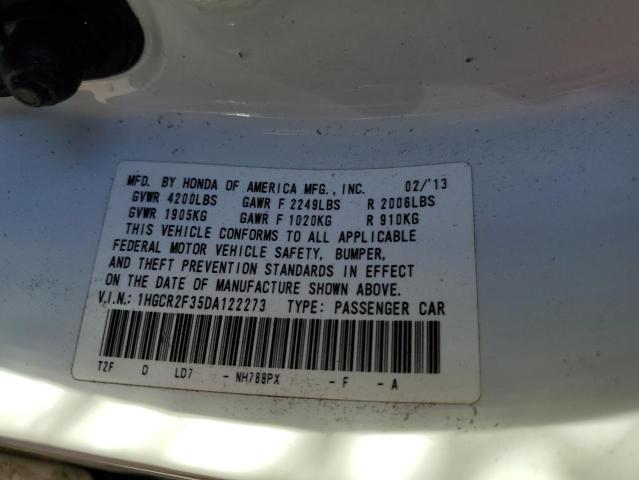 MFD. BY HONDA OF AMERICA MFG., INC. 02/'13
GVWR 4200LBS GAWR F 2249LBS R 2006LBS
GVWR 1905KG GAWR F 1020KG R 910KG
THIS VEHICLE CONFORMS TO ALL APPLICABLE
FEDERAL MOTOR VEHICLE SAFETY, BUMPER,
AND THEFT PREVENTION STANDARDS IN EFFECT
ON THE DATE OF MANUFACTURE SHOWN ABOVE.
V.I.N.: 1HGCR2F35DA122273 TYPE: PASSENGER CAR
T2F D LD7 - NH788PX - F - A